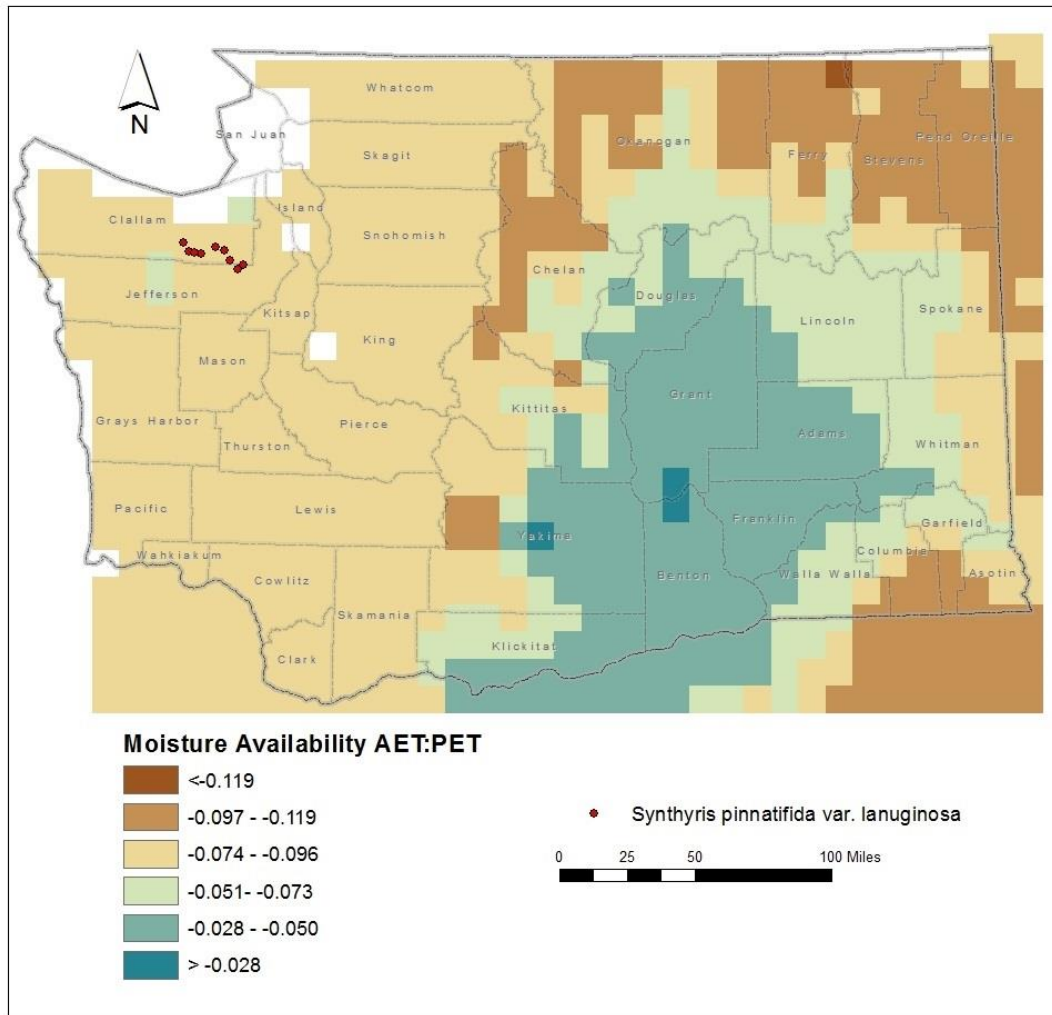 Whatcom
N
San Juan
Okanogan
Pend Oreille
Skagit
Ferry
Stevens
Island
Clallam
Snohomish
Chelan
Jefferson
Douglas
Kitsap
Lincoln
Spokane
King
Mason
Grant
Kittitas
Grays Harbor
Pierce
Adams
Whitman
Thurston
Pacific
Lewis
Franklin
Garfield
Yakima
Columbia
Wahkiakum
Cowlitz
Benton
Walla Walla
Asotin
Skamania
Klickitat
Clark
Moisture Availability AET:PET
<-0.119
-0.097 - -0.119
-0.074 - -0.096
-0.051- -0.073
-0.028 - -0.050
> -0.028
Synthyris pinnatifida var. lanuginosa
0 25 50 100 Miles